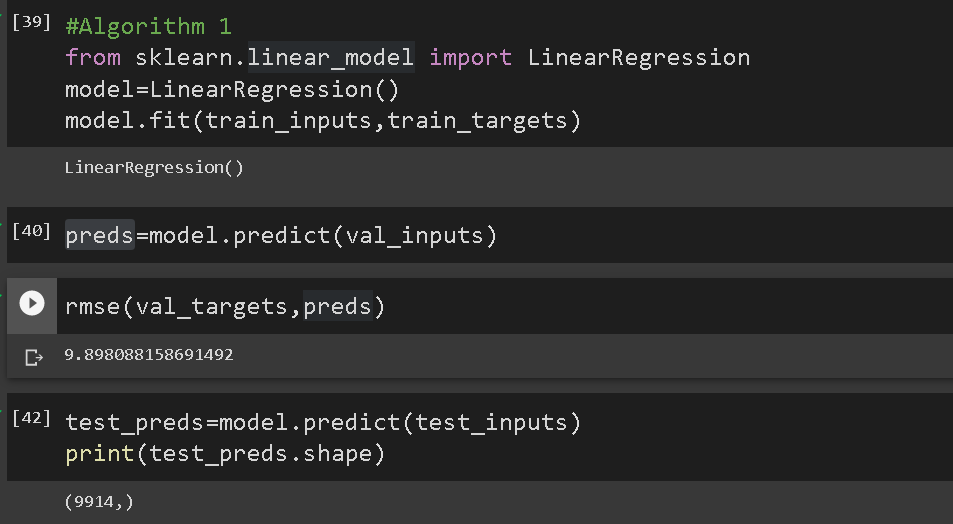 [39] #Algorithm 1
from sklearn.linear_model import LinearRegression
model=LinearRegression()
model.fit(train_inputs,train_targets)
LinearRegression()
[40] preds=model.predict(val_inputs)
rmse(val_targets,preds)
9.898088158691492
[42] test_preds=model.predict(test_inputs)
print(test_preds.shape)
(9914,)